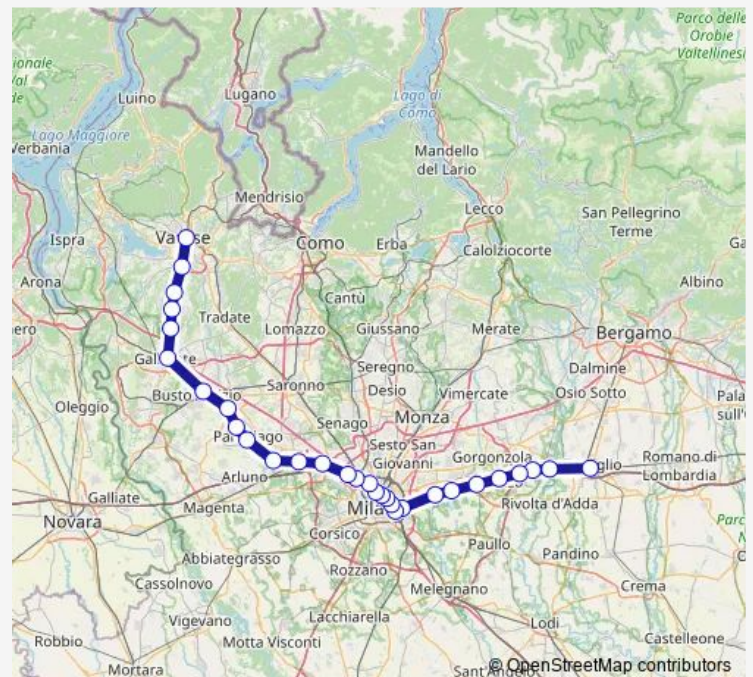 Parco delle
Orobie
Valtellinesi
Luino
Lugano
Lago di
Como
Lago Maggiore
Verbania
Mandello
del Lario
Mendrisio
Lecco
San Pellegrino
Terme
Ispra
Como
Erba
Calolziocorte
Arona
Albino
Cantù
Tradate
Lomazzo
Giussano
Merate
Bergamo
Seregno
Dalmine
Saronno
Desio
Vimercate
Osio Sotto
Busto
Oleggio
Senago
Monza
Sesto San
Giovanni
Gorgonzola
Romano di
Lombardia
Arluno
Galliate
Magenta
Rivolta d'Adda
Novara
Corsico
Paullo
Pandino
Abbiategrasso
Rozzano
Cassolnovo
Melegnano
Crema
Vigevano
Lacchiarella
Lodi
Robbio
Motta Visconti
Castelleone
Mortara
Sant'Angelo
© OpenStreetMap contributors